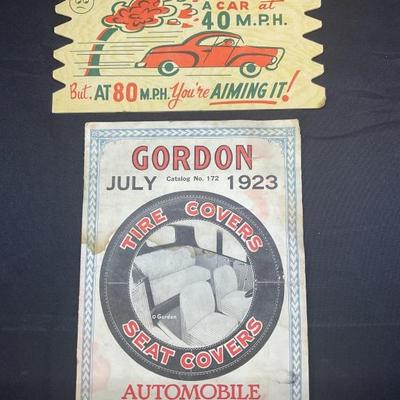 A CAR at
40 M.P.H.
But. AT 80 M.P.H. You're AIMING IT!
GORDON
JULY Catalog No. 172 1923
TIRE COVERS
© Gordon
SEAT COVERS
AUTOMOBILE